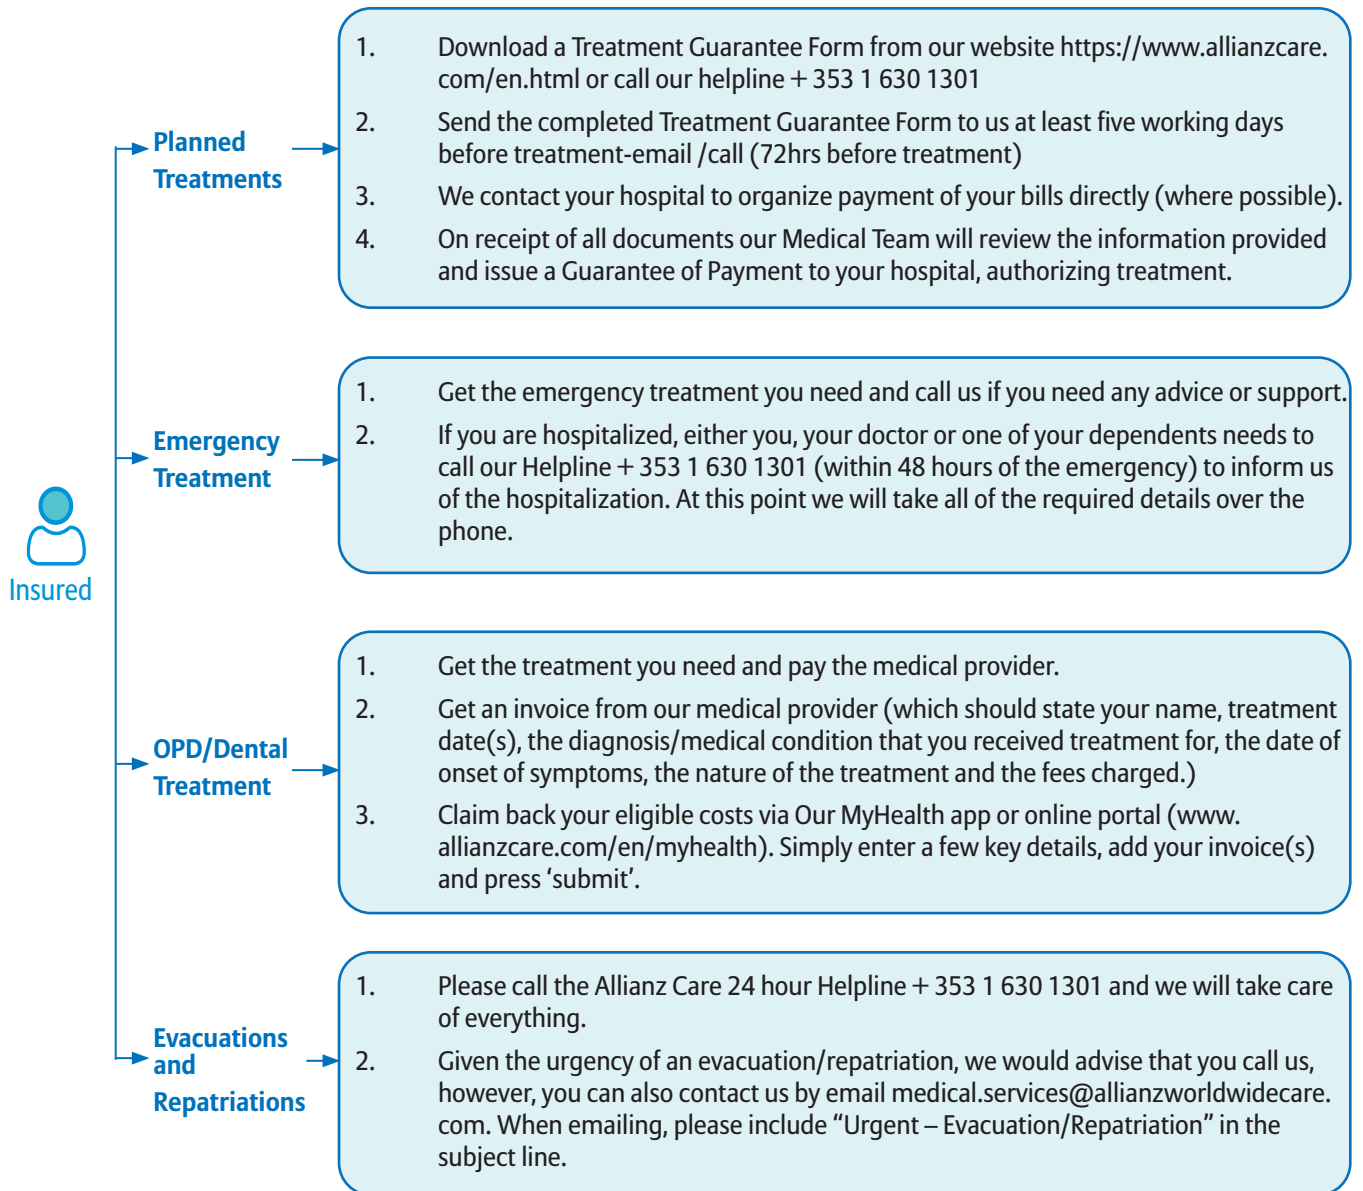 Insured
Planned
Treatments
1. Download a Treatment Guarantee Form from our website https://www.allianzcare.
com/en.html or call our helpline + 353 1 630 1301
2. Send the completed Treatment Guarantee Form to us at least five working days
before treatment-email /call (72hrs before treatment)
3. We contact your hospital to organize payment of your bills directly (where possible).
4. On receipt of all documents our Medical Team will review the information provided
and issue a Guarantee of Payment to your hospital, authorizing treatment.
Emergency
Treatment
1. Get the emergency treatment you need and call us if you need any advice or support.
2. If you are hospitalized, either you, your doctor or one of your dependents needs to
call our Helpline + 353 1 630 1301 (within 48 hours of the emergency) to inform us
of the hospitalization. At this point we will take all of the required details over the
phone.
OPD/Dental
Treatment
1. Get the treatment you need and pay the medical provider.
2. Get an invoice from our medical provider (which should state your name, treatment
date(s), the diagnosis/medical condition that you received treatment for, the date of
onset of symptoms, the nature of the treatment and the fees charged.)
3. Claim back your eligible costs via Our MyHealth app or online portal (www.
allianzcare.com/en/myhealth). Simply enter a few key details, add your invoice(s)
and press ‘submit’.
Evacuations
and
Repatriations
1. Please call the Allianz Care 24 hour Helpline + 353 1 630 1301 and we will take care
of everything.
2. Given the urgency of an evacuation/repatriation, we would advise that you call us,
however, you can also contact us by email medical.services@allianzworldwidecare.
com. When emailing, please include “Urgent – Evacuation/Repatriation” in the
subject line.